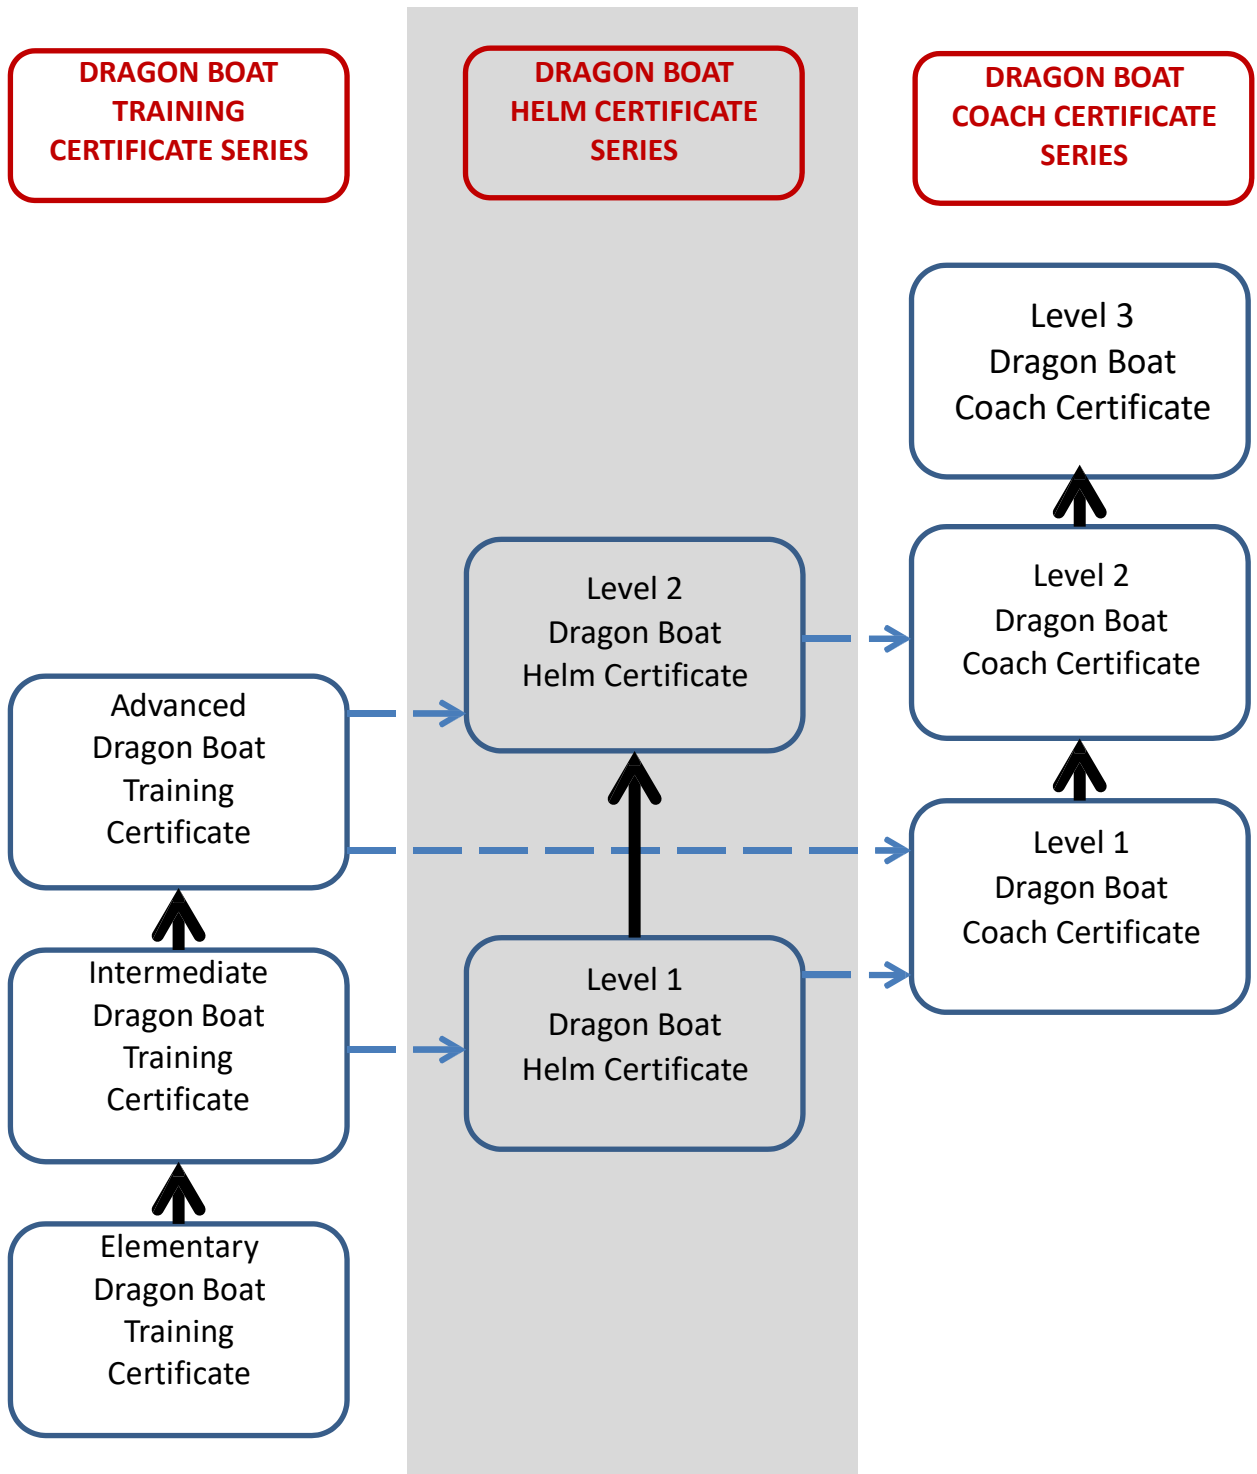 DRAGON BOAT
TRAINING
CERTIFICATE SERIES
DRAGON BOAT
HELM CERTIFICATE
SERIES
DRAGON BOAT
COACH CERTIFICATE
SERIES
Level 3
Dragon Boat
Coach Certificate
Level 2
Dragon Boat
Helm Certificate
Level 2
Dragon Boat
Coach Certificate
Advanced
Dragon Boat
Training
Certificate
Level 1
Dragon Boat
Coach Certificate
Intermediate
Dragon Boat
Training
Certificate
Level 1
Dragon Boat
Helm Certificate
Elementary
Dragon Boat
Training
Certificate